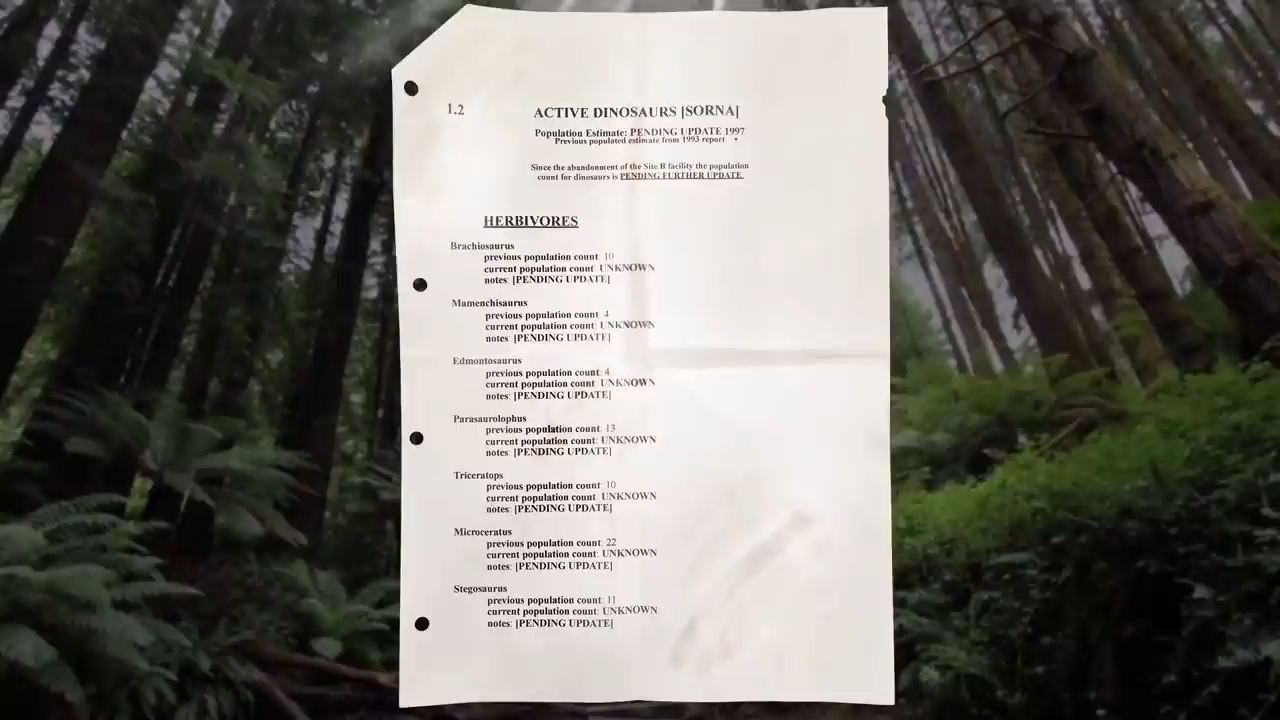 1.2
ACTIVE DINOSAURS [SORNA]
Population Estimate: PENDING UPDATE 1997
Previous populated estimate from 1993 report
Since the abandonment of the Site B facility the population
count for dinosaurs is PENDING FURTHER UPDATE.
HERBIVORES
Brachiosaurus
previous population count: 10
current population count: UNKNOWN
notes: [PENDING UPDATE]
Mamenchisaurus
previous population count: 4
current population count: UNKNOWN
notes: [PENDING UPDATE]
Edmontosaurus
previous population count: 4
current population count: UNKNOWN
notes: [PENDING UPDATE]
Parasaurolophus
previous population count: 13
current population count: UNKNOWN
notes: [PENDING UPDATE]
Triceratops
previous population count: 10
current population count: UNKNOWN
notes: [PENDING UPDATE]
Microceratus
previous population count: 22
current population count: UNKNOWN
notes: [PENDING UPDATE]
Stegosaurus
previous population count: 11
current population count: UNKNOWN
notes: [PENDING UPDATE]